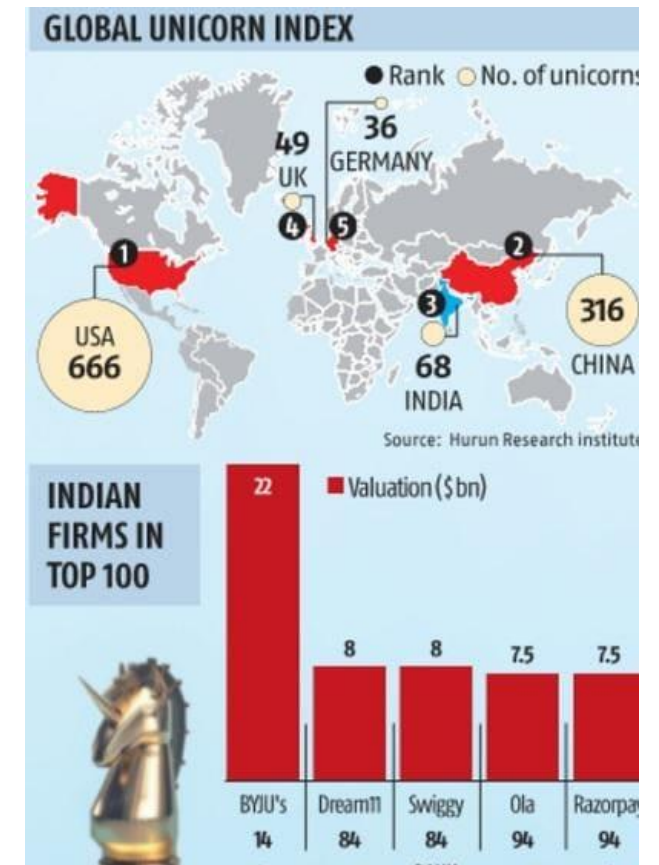 GLOBAL UNICORN INDEX
Rank No. of unicorns
49
UK
36
GERMANY
4
5
1
2
3
USA
666
316
CHINA
68
INDIA
Source: Hurun Research institute
INDIAN
FIRMS IN
TOP 100
Valuation ($bn)
22
8 8 7.5 7.5
BYJU's Dream11 Swiggy Ola Razorpay
14 84 84 94 94